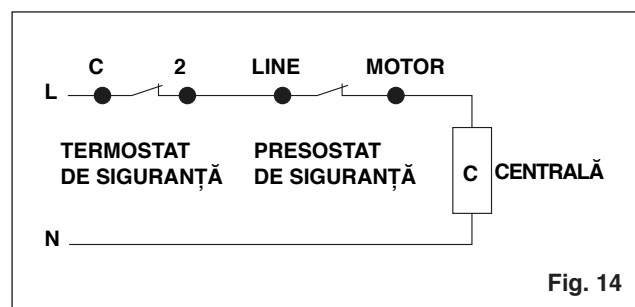 C 2 LINE MOTOR
L
TERMOSTAT PRESOSTAT
DE SIGURANȚĂ DE SIGURANȚĂ
C CENTRALĂ
N
Fig. 14